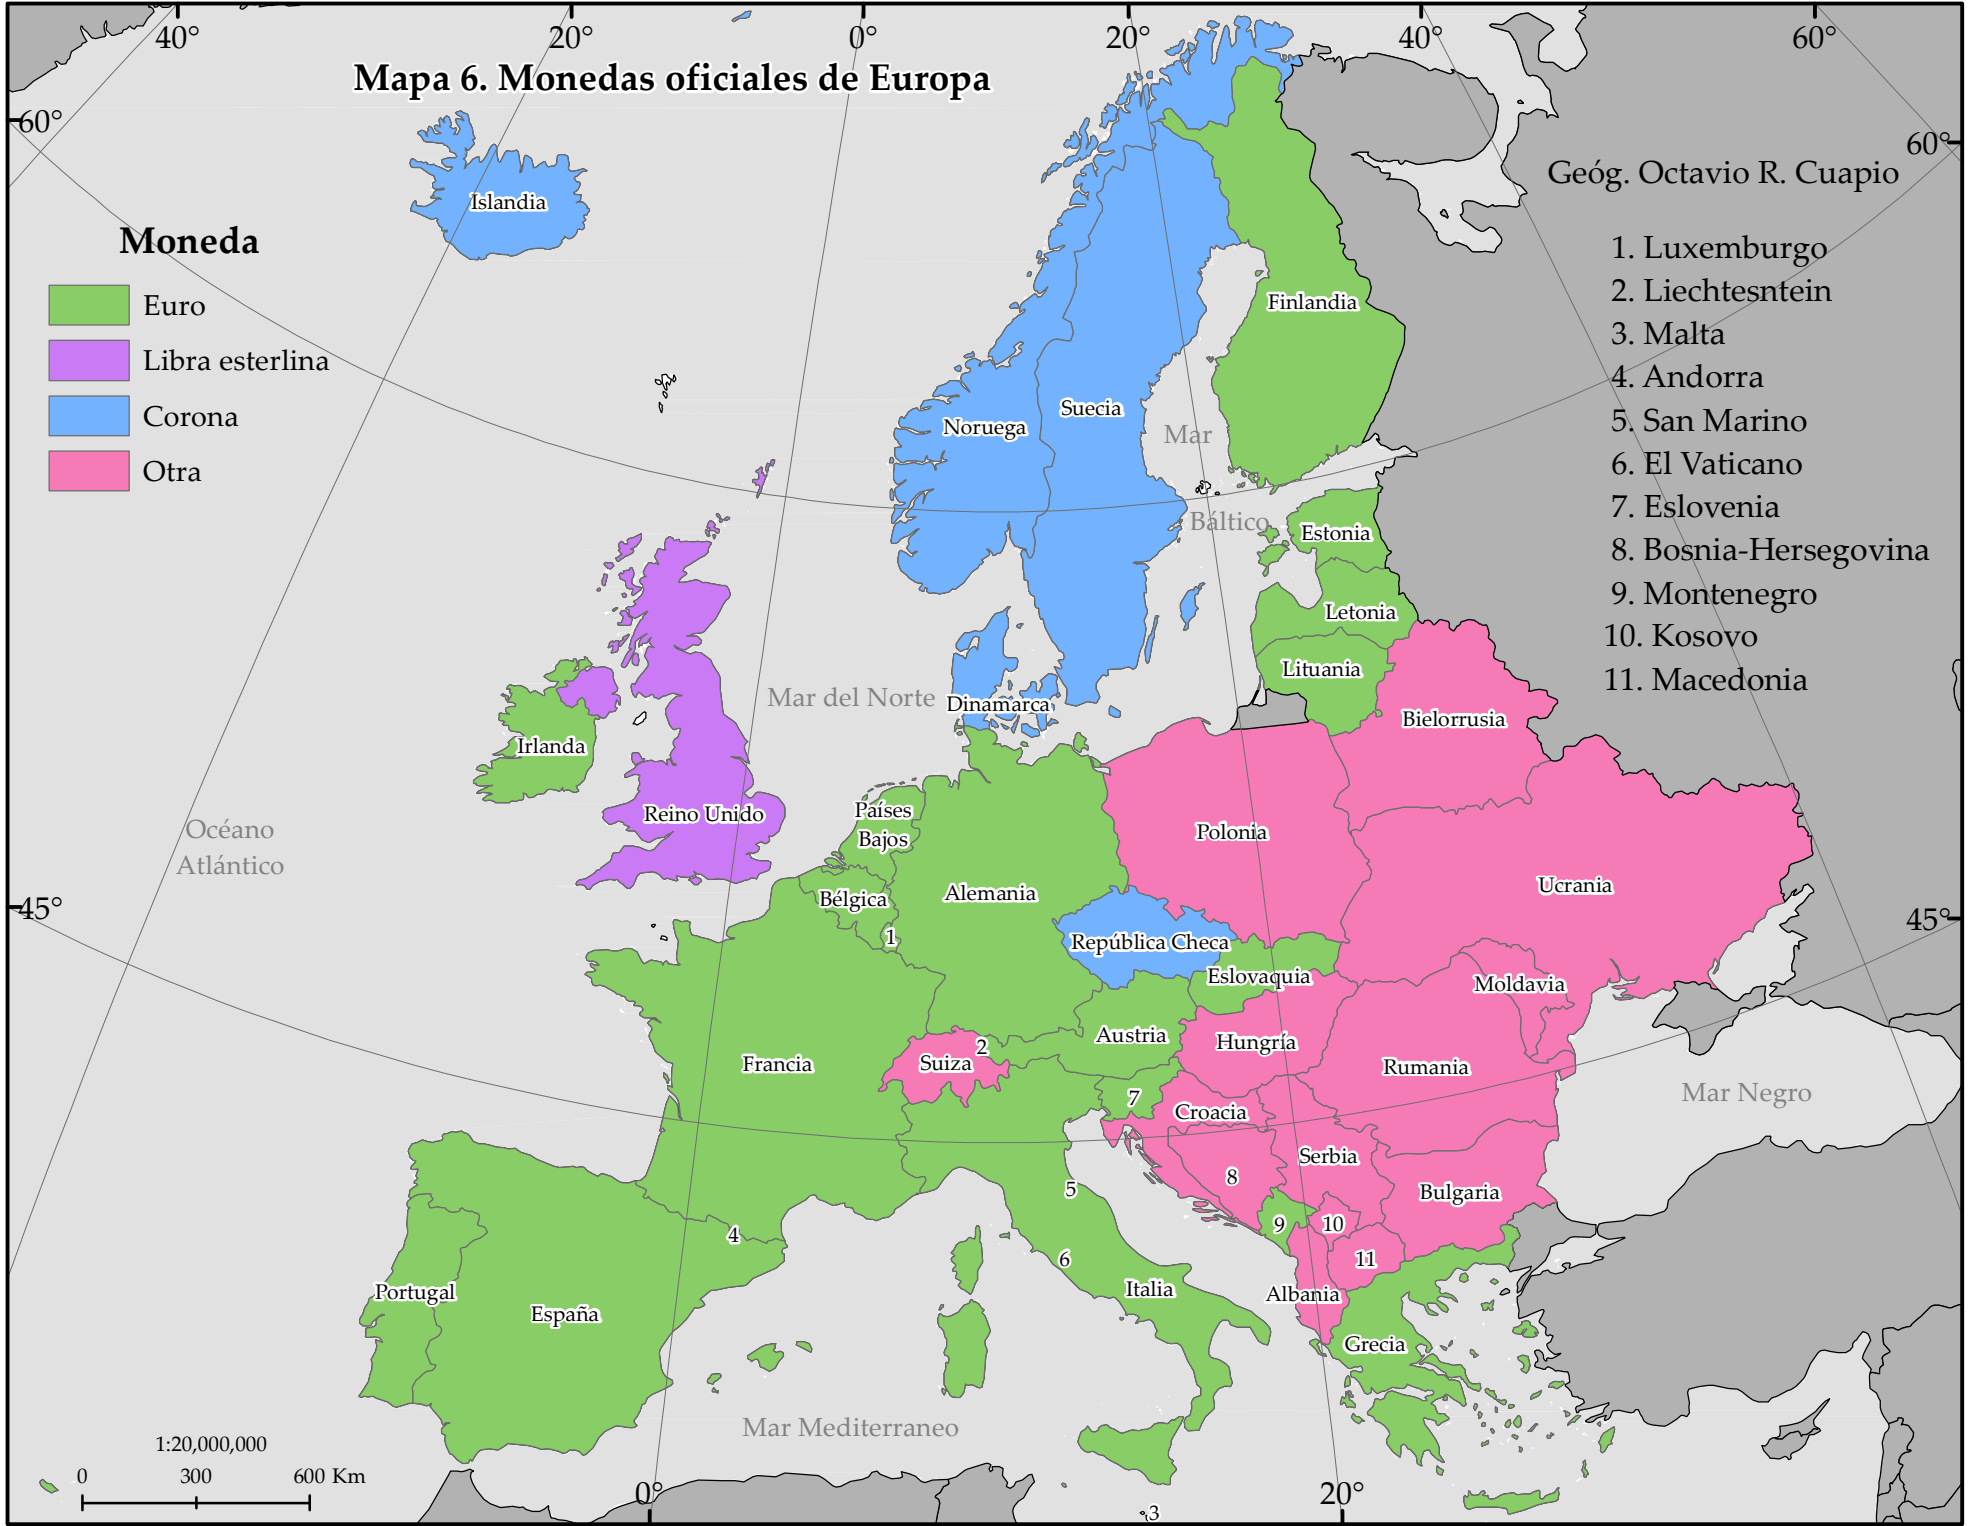 40°
20°
0°
20°
40°
60°
Mapa 6. Monedas oficiales de Europa
60°
60°
Geóg. Octavio R. Cuapio
Islandia
Moneda
Euro
Libra esterlina
Corona
Otra
1. Luxemburgo
2. Liechtesntein
3. Malta
4. Andorra
5. San Marino
6. El Vaticano
7. Eslovenia
8. Bosnia-Hersegovina
9. Montenegro
10. Kosovo
11. Macedonia
Finlandia
Suecia
Noruega
Mar
Báltico
Estonia
Letonia
Lituania
Mar del Norte
Dinamarca
Bielorrusia
Irlanda
Reino Unido
Países
Bajos
Polonia
Océano
Atlántico
Ucrania
Bélgica
Alemania
45°
45°
1
República Checa
Eslovaquia
Moldavia
Austria
Hungría
2
Suiza
Francia
Rumania
Mar Negro
7
Croacia
Serbia
8
5
Bulgaria
4
9
10
6
11
Portugal
España
Italia
Albania
Grecia
Mar Mediterraneo
1:20,000,000
0
300
600 Km
0°
20°
3